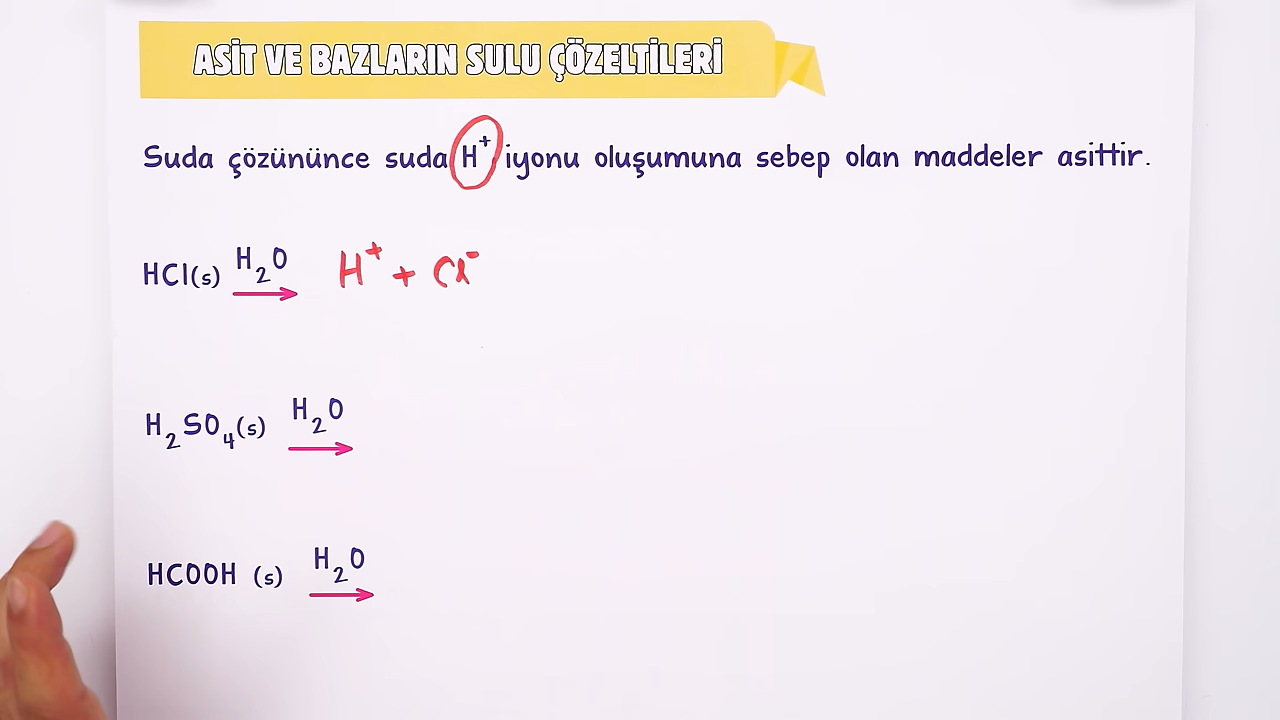 ASİT VE BAZLARIN SULU ÇÖZELTİLERİ
Suda çözününce suda H⁺ iyonu oluşumuna sebep olan maddeler asittir.
HCl(s) H₂O → H⁺ + Cl⁻
H₂SO₄(s) H₂O →
HCOOH (s) H₂O →